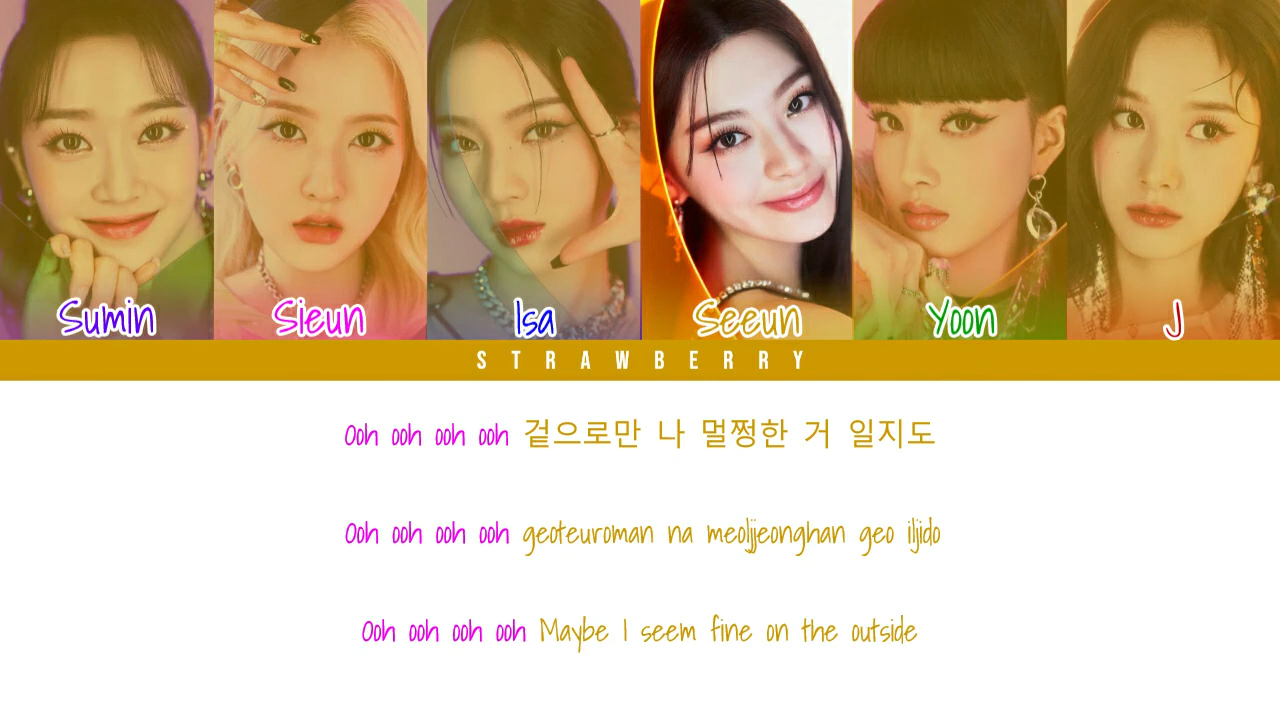 Sumin Sieun Isa Seeun Yoon J
STRAWBERRY
Ooh ooh ooh ooh 겉으로만 나 멀쩡한 거 일지도
Ooh ooh ooh ooh geoteuroman na meoljjeonghan geo iljido
Ooh ooh ooh ooh Maybe I seem fine on the outside